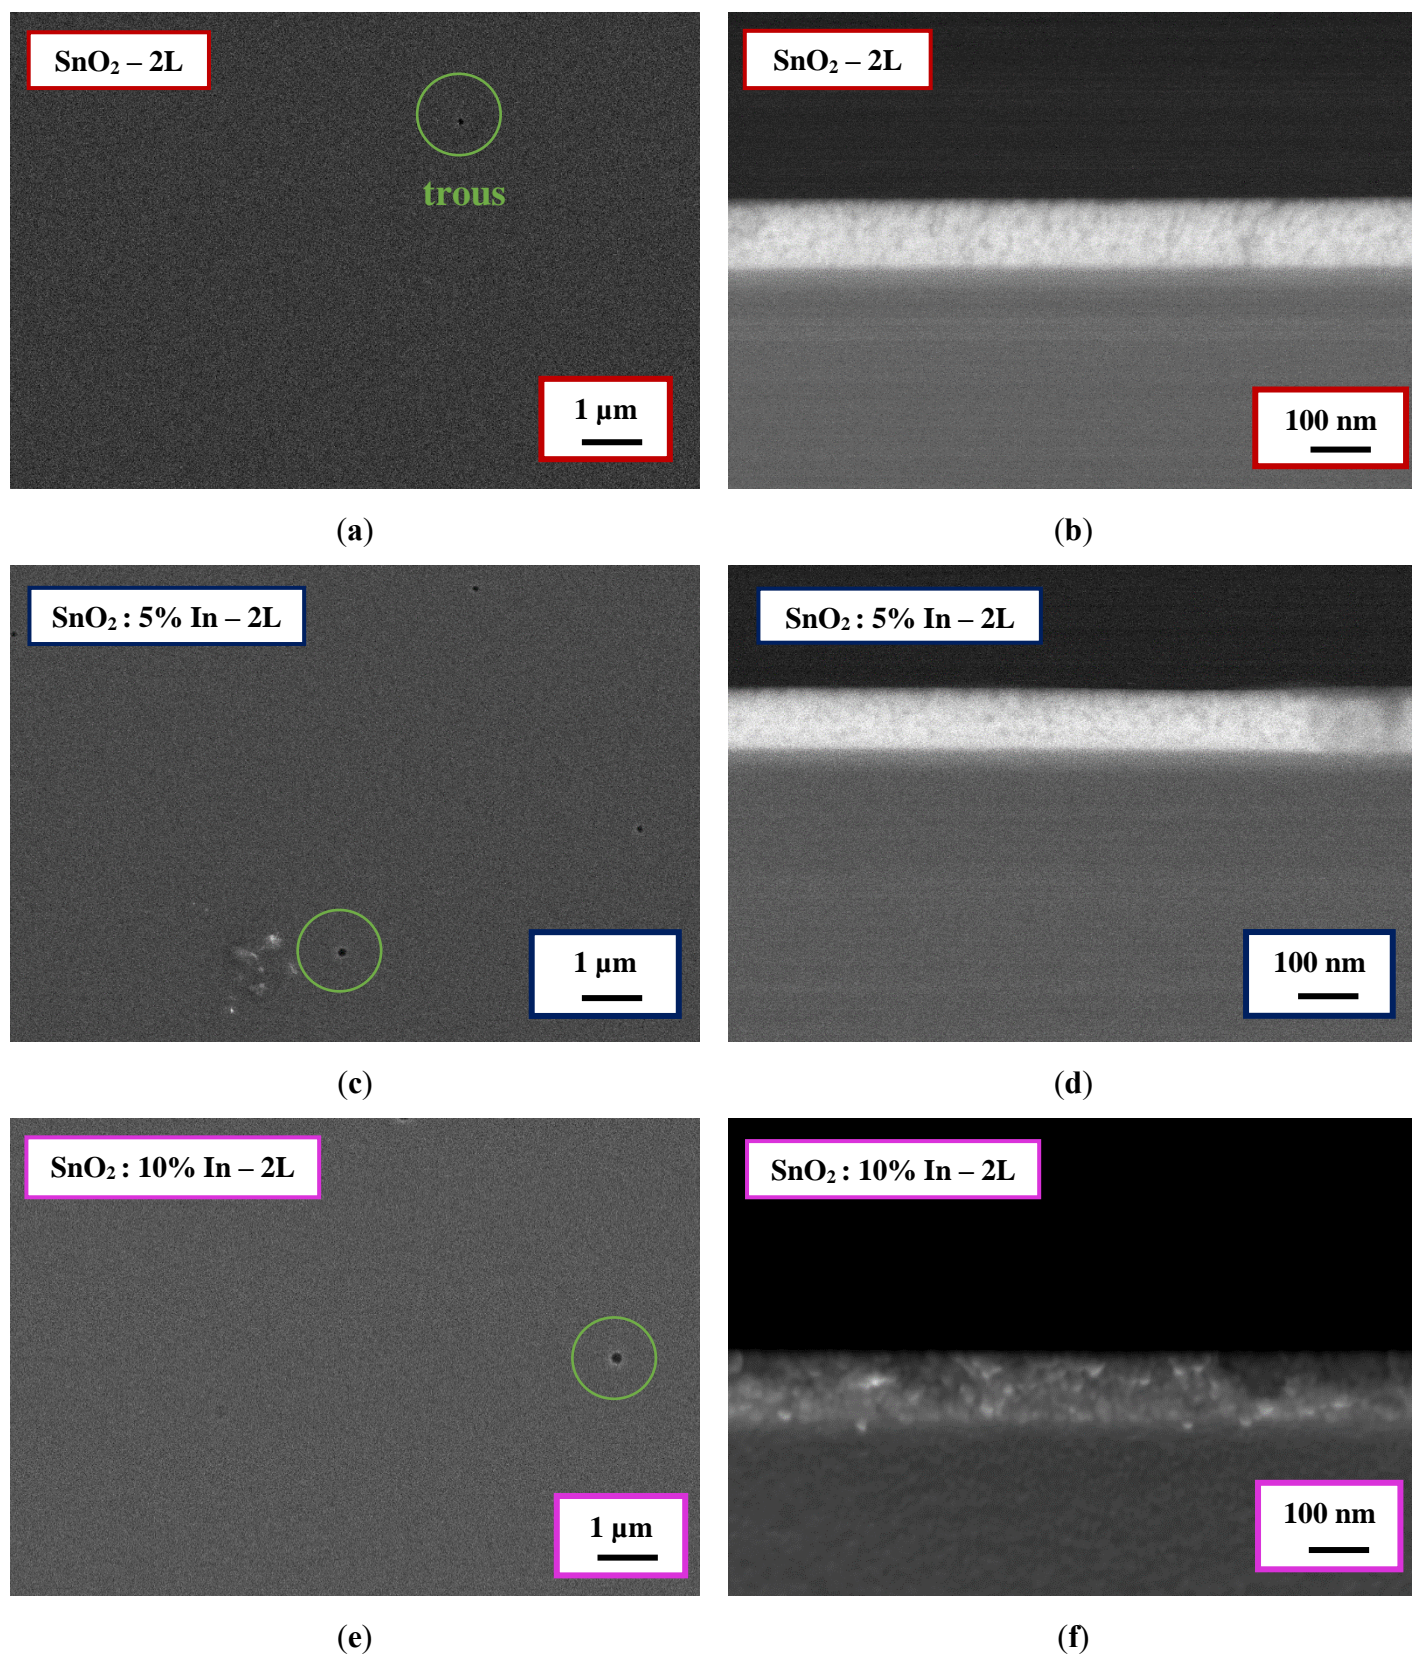 SnO₂ – 2L
trous
1 µm
(a)
SnO₂ – 2L
100 nm
(b)
SnO₂ : 5% In – 2L
1 µm
(c)
SnO₂ : 5% In – 2L
100 nm
(d)
SnO₂ : 10% In – 2L
1 µm
(e)
SnO₂ : 10% In – 2L
100 nm
(f)